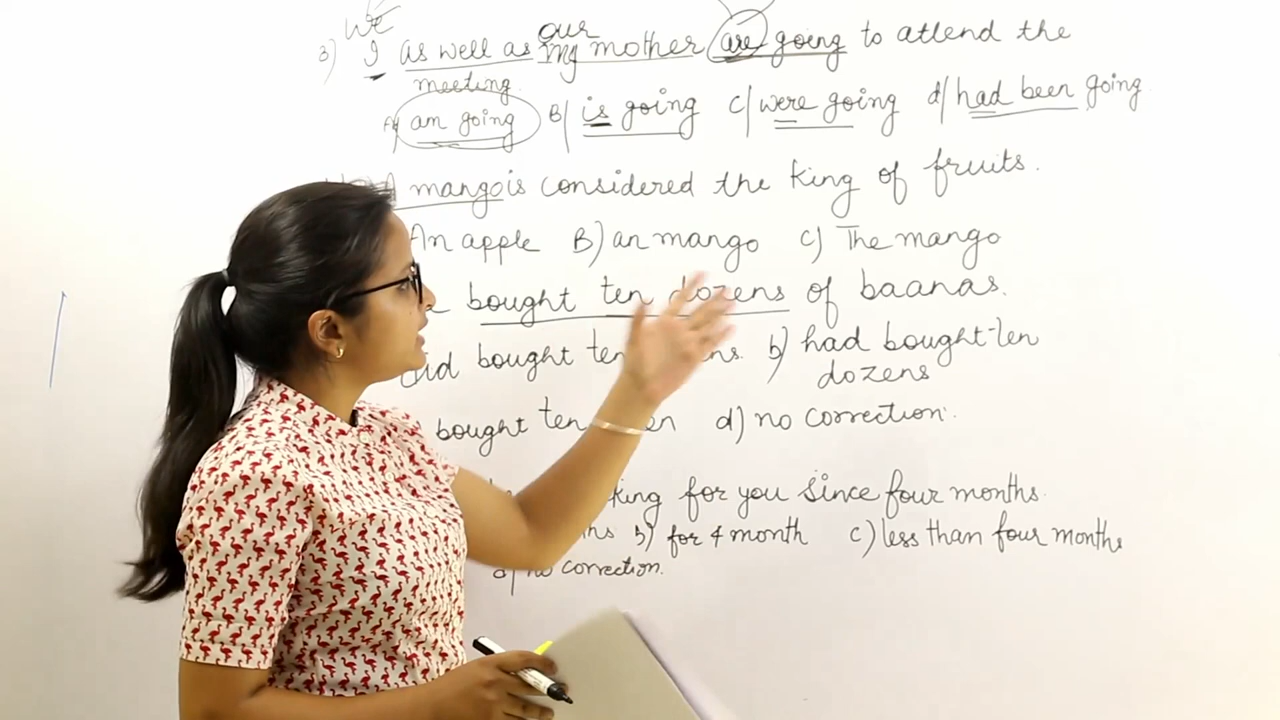 We our
3) I as well as my mother are going to attend the
meeting.
A) am going B) is going c) were going d) had been going
A mango is considered the king of fruits.
An apple B) an mango c) The mango
bought ten dozens of baanas.
did bought ten b) had bought ten
dozens
bought ten d) no correction.
for you since four months.
b) for 4 month c) less than four months
d) no correction.